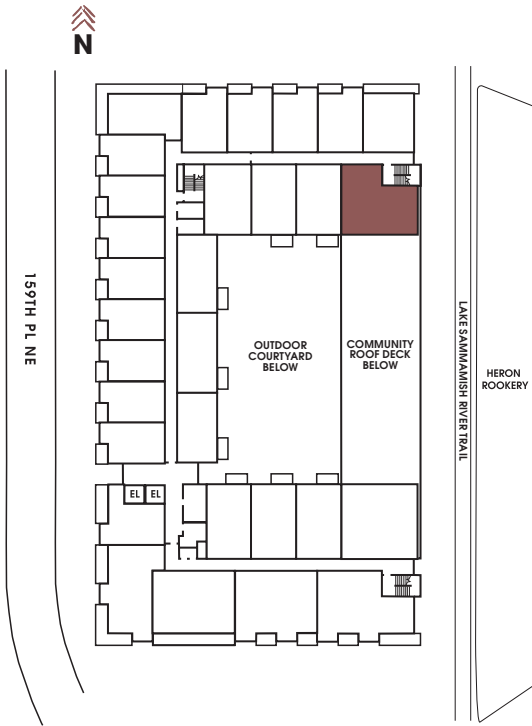 N
159TH PL NE
OUTDOOR
COURTYARD
BELOW
COMMUNITY
ROOF DECK
BELOW
LAKE SAMMAMISH RIVER TRAIL
HERON
ROOKERY
EL EL